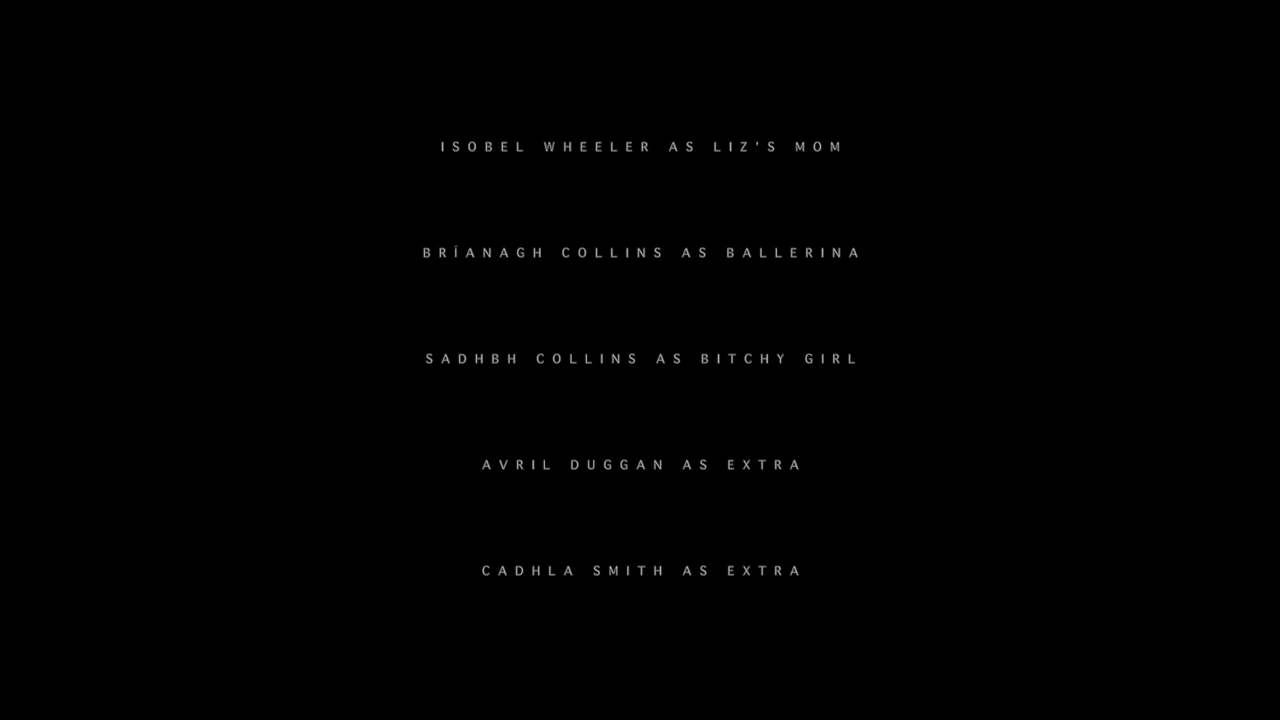 ISOBEL WHEELER AS LIZ'S MOM
BRÍANAGH COLLINS AS BALLERINA
SADHBH COLLINS AS BITCHY GIRL
AVRIL DUGGAN AS EXTRA
CADHLA SMITH AS EXTRA